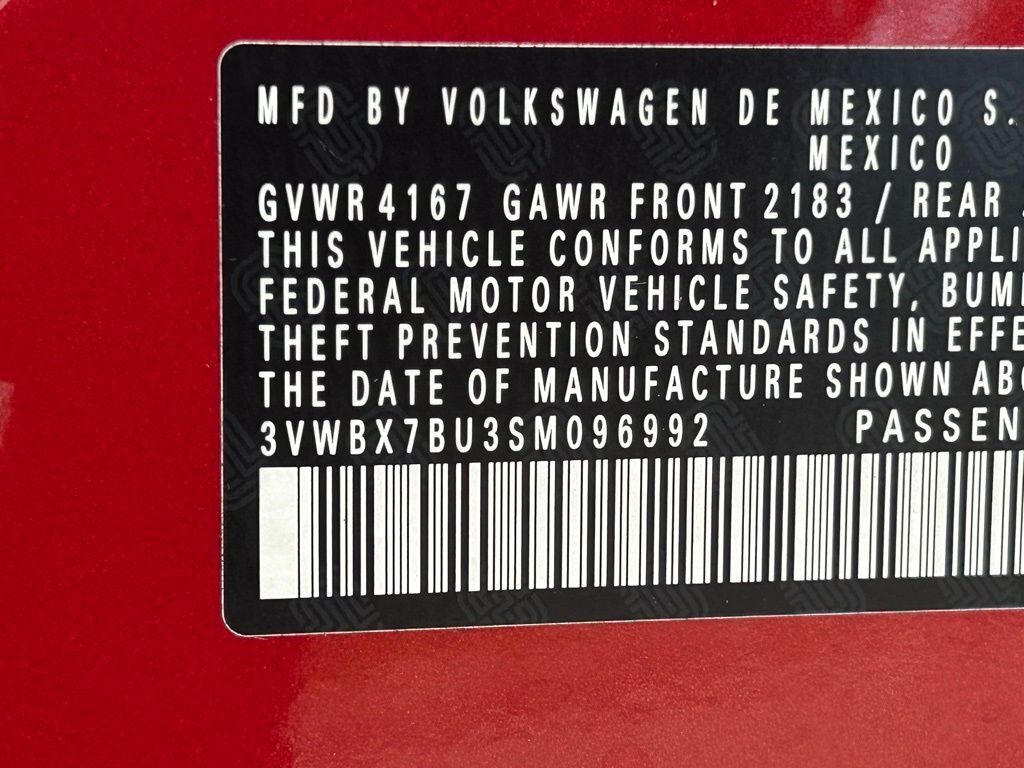 MFD BY VOLKSWAGEN DE MEXICO S.
MEXICO
GVWR 4167 GAWR FRONT 2183 / REAR
THIS VEHICLE CONFORMS TO ALL APPLI
FEDERAL MOTOR VEHICLE SAFETY, BUM
THEFT PREVENTION STANDARDS IN EFFE
THE DATE OF MANUFACTURE SHOWN ABO
3VWBX7BU3SM096992 PASSEN